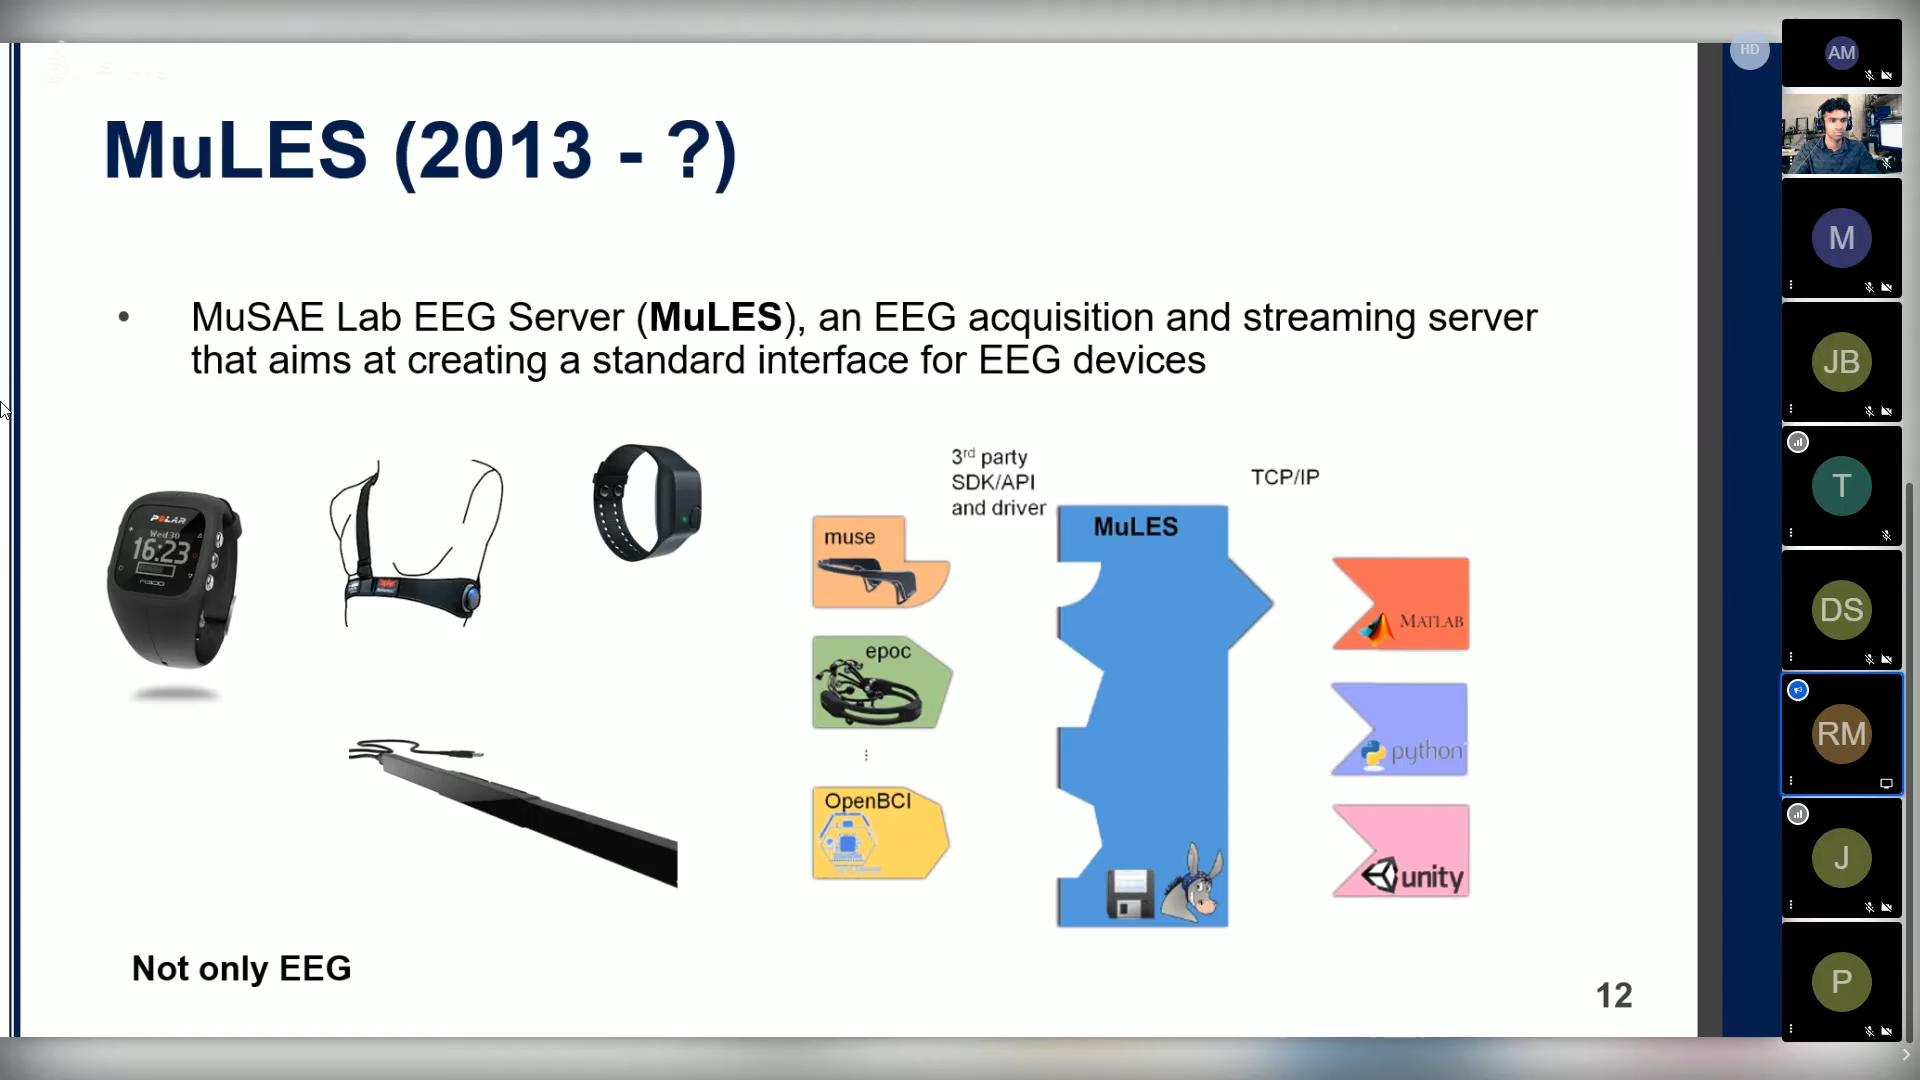 MuLES (2013 - ?)
• MuSAE Lab EEG Server (MuLES), an EEG acquisition and streaming server
that aims at creating a standard interface for EEG devices
POLAR
Wed30
16:23
3rd party
SDK/API
and driver
TCP/IP
muse
epoc
OpenBCI
MuLES
MATLAB
python
unity
Not only EEG
12
HD
AM
M
JB
T
DS
RM
J
P